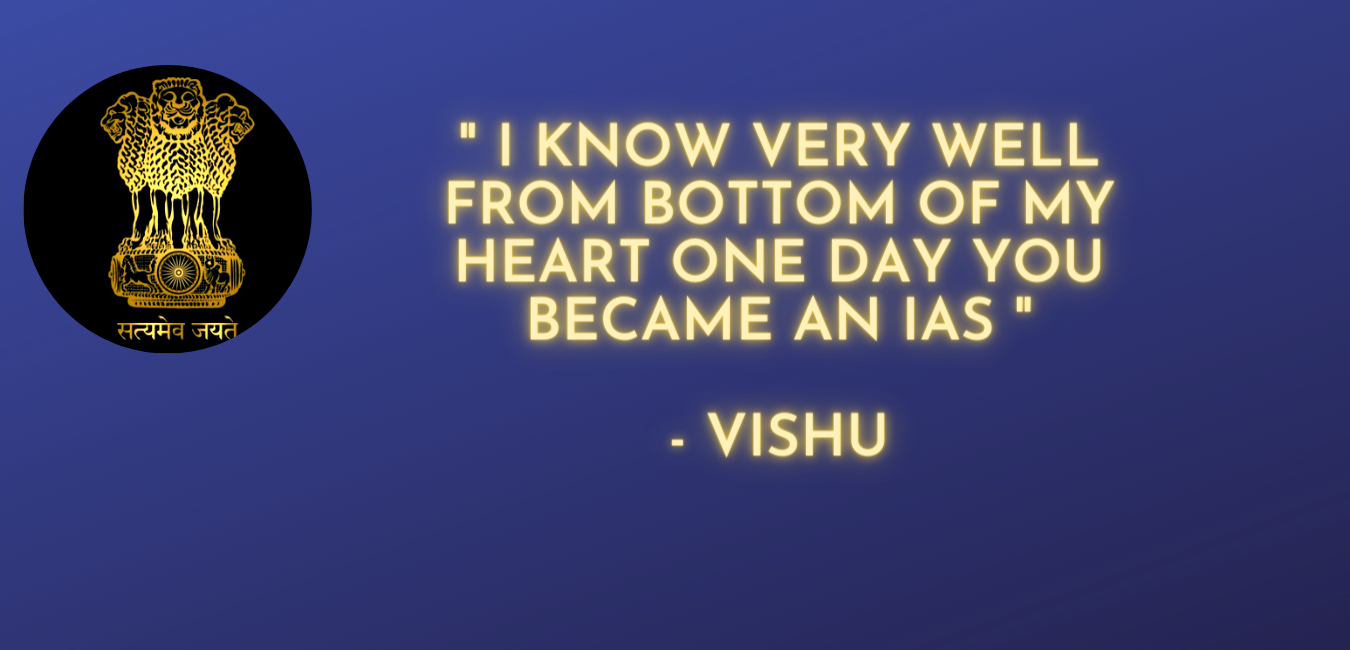 सत्यमेव जयते
" I KNOW VERY WELL
FROM BOTTOM OF MY
HEART ONE DAY YOU
BECAME AN IAS "
- VISHU